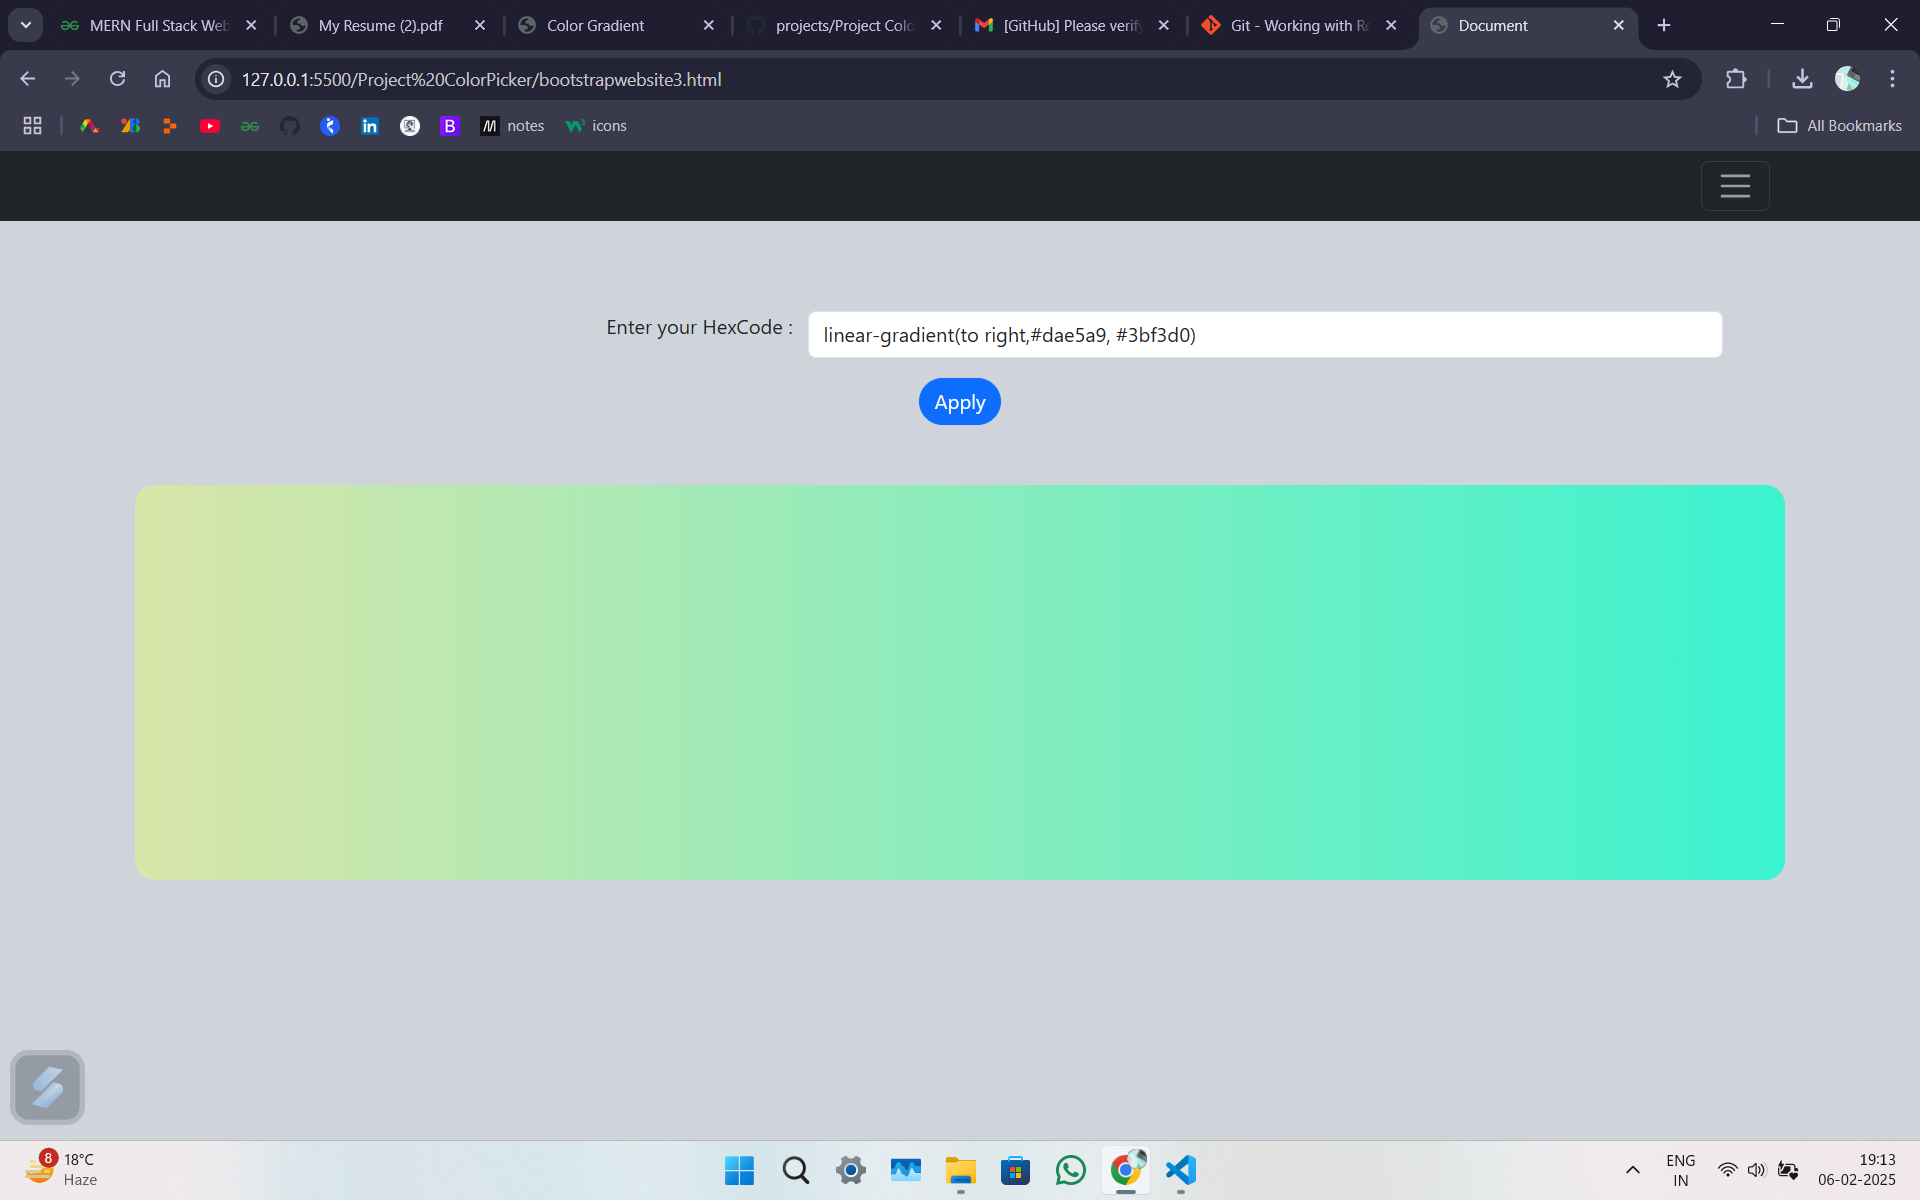 MERN Full Stack Web
My Resume (2).pdf
Color Gradient
projects/Project Colo
[GitHub] Please verify
Git - Working with Re
Document
127.0.0.1:5500/Project%20ColorPicker/bootstrapwebsite3.html
notes
icons
All Bookmarks
Enter your HexCode :
linear-gradient(to right,#dae5a9, #3bf3d0)
Apply
8
18°C
Haze
ENG
IN
19:13
06-02-2025